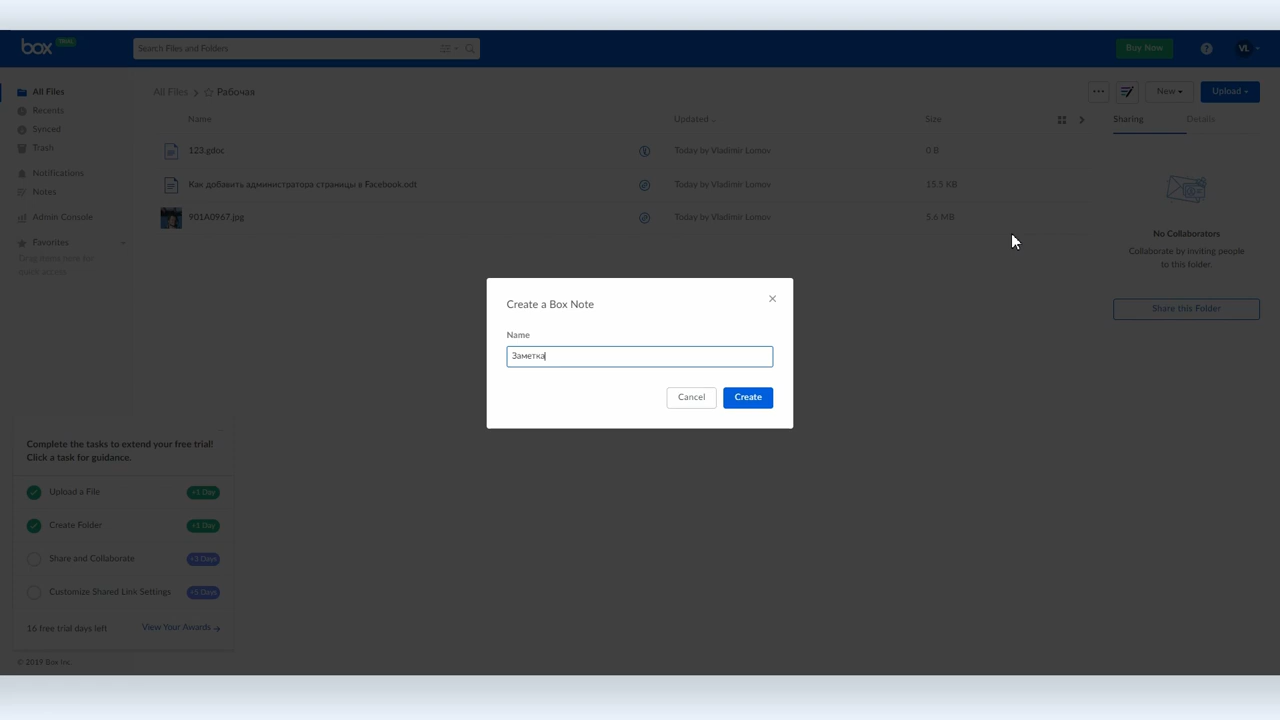 box Trial
Search Files and Folders
Buy Now
VL
All Files
Recents
Synced
Trash
Notifications
Notes
Admin Console
Favorites
Drag items here for
quick access
All Files > Рабочая
New
Upload
Name Updated Size
123.gdoc Today by Vladimir Lomov 0 B
Как добавить администратора страницы в Facebook.odt Today by Vladimir Lomov 15.5 KB
901A0967.jpg Today by Vladimir Lomov 5.6 MB
Sharing Details
No Collaborators
Collaborate by inviting people
to this folder.
Share this Folder
Create a Box Note
Name
Заметка
Cancel Create
Complete the tasks to extend your free trial!
Click a task for guidance.
Upload a File +1 Day
Create Folder +1 Day
Share and Collaborate +3 Days
Customize Shared Link Settings +5 Days
16 free trial days left View Your Awards →
© 2019 Box Inc.